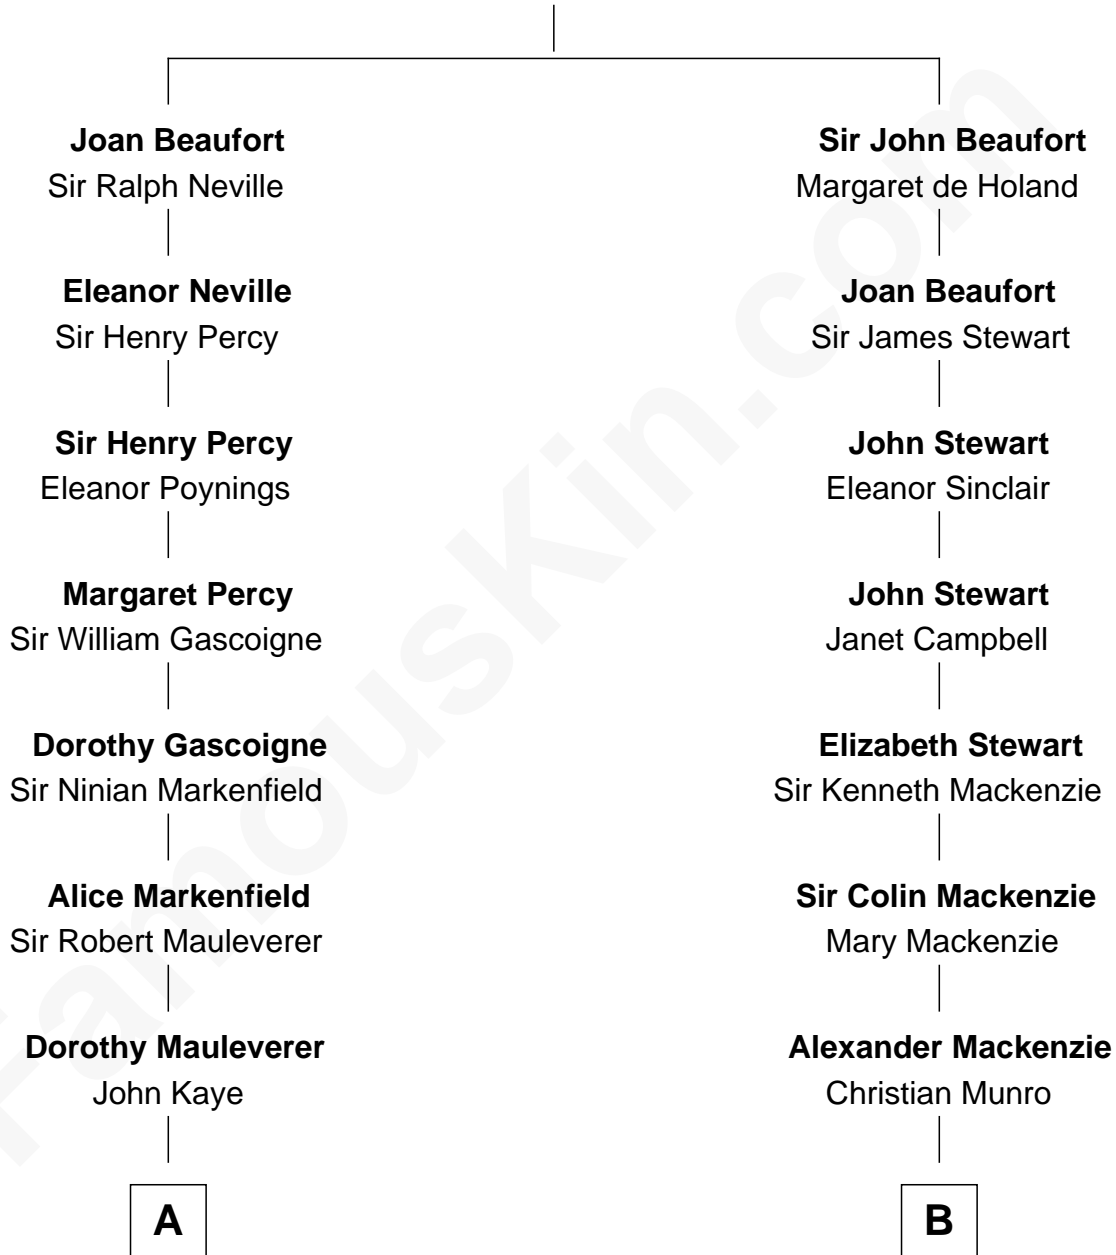 Joan Beaufort
Sir Ralph Neville
Eleanor Neville
Sir Henry Percy
Sir Henry Percy
Eleanor Poynings
Margaret Percy
Sir William Gascoigne
Dorothy Gascoigne
Sir Ninian Markenfield
Alice Markenfield
Sir Robert Mauleverer
Dorothy Mauleverer
John Kaye
A
Sir John Beaufort
Margaret de Holand
Joan Beaufort
Sir James Stewart
John Stewart
Eleanor Sinclair
John Stewart
Janet Campbell
Elizabeth Stewart
Sir Kenneth Mackenzie
Sir Colin Mackenzie
Mary Mackenzie
Alexander Mackenzie
Christian Munro
B
FamousKin.com